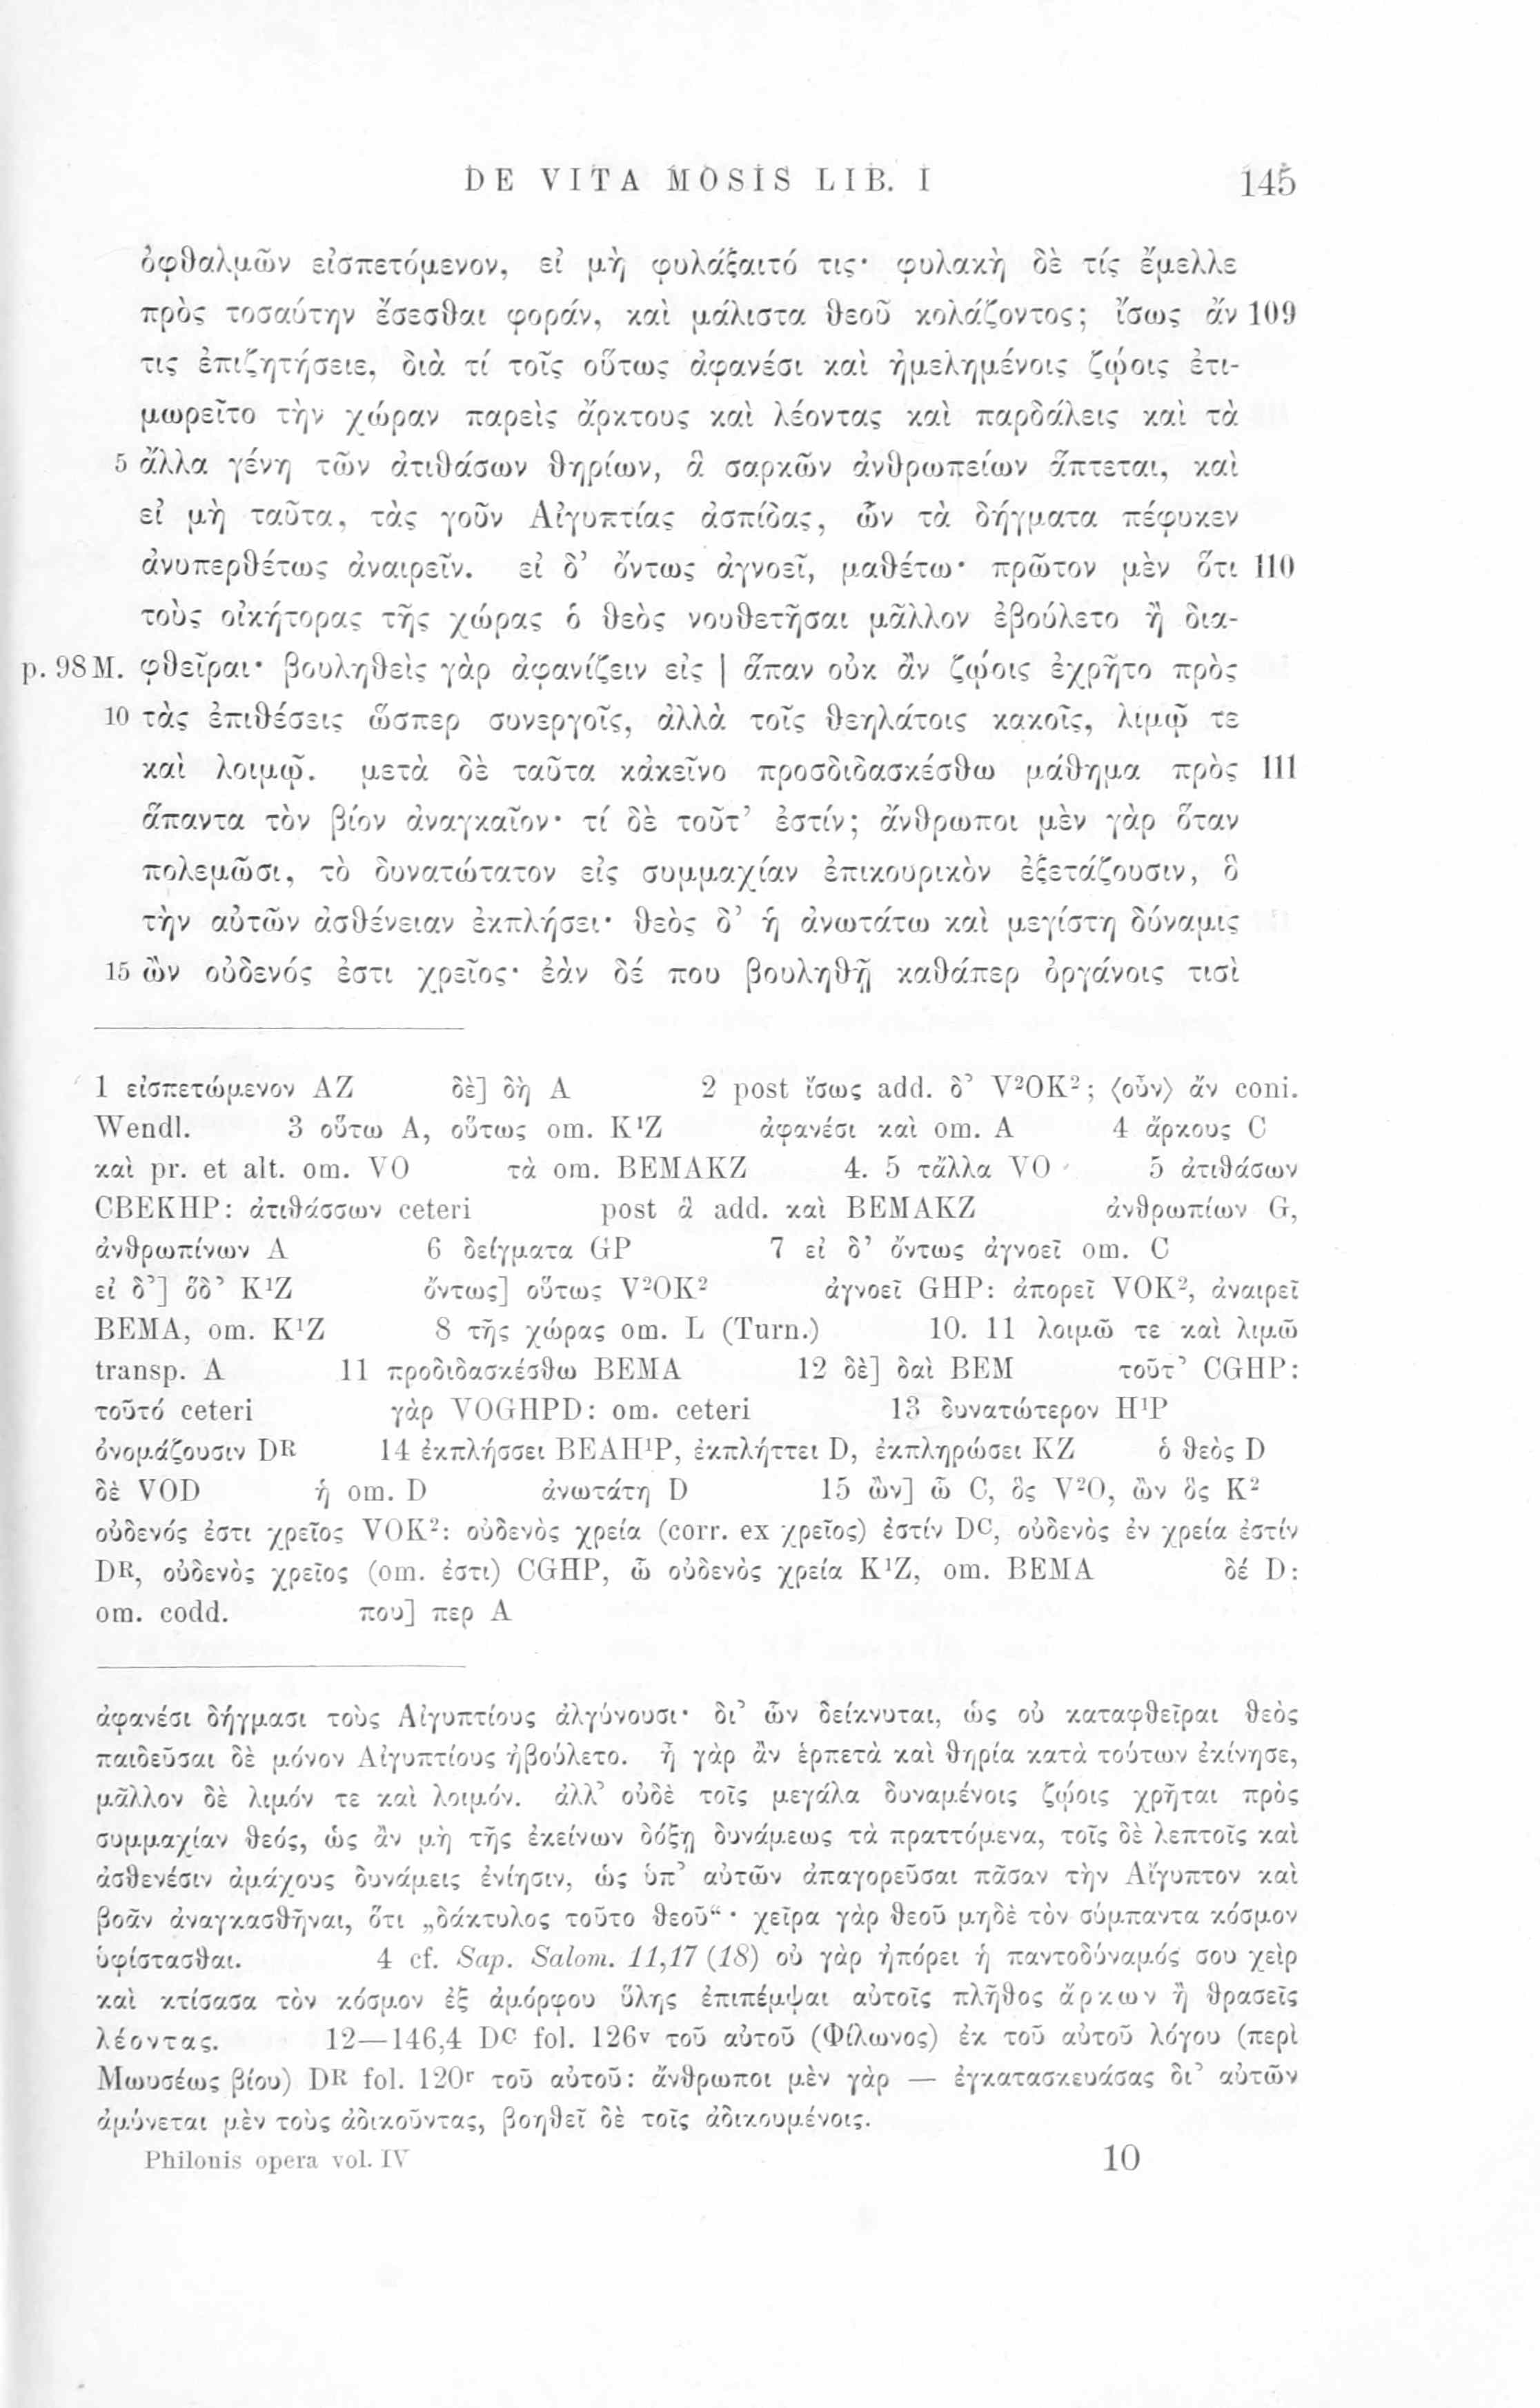 DE VITA MOSIS LIB. I 145
ὀφθαλμῶν εἰσπετόμενον, εἰ μὴ φυλάξαιτό τις· φυλακὴ δὲ τίς ἔμελλε
πρὸς τοσαύτην ἔσεσθαι φοράν, καὶ μάλιστα θεοῦ κολάζοντος; ἴσως ἄν 109
τις ἐπιζητήσειε, διὰ τί τοῖς οὕτως ἀφανέσι καὶ ἠμελημένοις ζῴοις ἐτι-
μωρεῖτο τὴν χώραν παρεὶς ἄρκτους καὶ λέοντας καὶ παρδάλεις καὶ τὰ
5 ἄλλα γένη τῶν ἀτιθάσων θηρίων, ἃ σαρκῶν ἀνθρωπείων ἅπτεται, καὶ
εἰ μὴ ταῦτα, τὰς γοῦν Αἰγυπτίας ἀσπίδας, ὧν τὰ δήγματα πέφυκεν
ἀνυπερθέτως ἀναιρεῖν. εἰ δ’ ὄντως ἀγνοεῖ, μαθέτω· πρῶτον μὲν ὅτι 110
τοὺς οἰκήτορας τῆς χώρας ὁ θεὸς νουθετῆσαι μᾶλλον ἐβούλετο ἢ δια-
p. 98 M. φθεῖραι· βουληθεὶς γὰρ ἀφανίζειν εἰς | ἅπαν οὐκ ἂν ζῴοις ἐχρῆτο πρὸς
10 τὰς ἐπιθέσεις ὥσπερ συνεργοῖς, ἀλλὰ τοῖς θεηλάτοις κακοῖς, λιμῷ τε
καὶ λοιμῷ. μετὰ δὲ ταῦτα κἀκεῖνο προσδιδασκέσθω μάθημα πρὸς 111
ἅπαντα τὸν βίον ἀναγκαῖον· τί δὲ τοῦτ’ ἐστίν; ἄνθρωποι μὲν γὰρ ὅταν
πολεμῶσι, τὸ δυνατώτατον εἰς συμμαχίαν ἐπικουρικὸν ἐξετάζουσιν, ὃ
τὴν αὐτῶν ἀσθένειαν ἐκπλήσει· θεὸς δ’ ἡ ἀνωτάτω καὶ μεγίστη δύναμις
15 ὢν οὐδενός ἐστι χρεῖος· ἐὰν δέ που βουληθῇ καθάπερ ὀργάνοις τισὶ
1 εἰσπετώμενον AZ δὲ] δὴ A 2 post ἴσως add. δ’ V²OK²; ⟨οὖν⟩ ἄν coni.
Wendl. 3 οὕτω A, οὕτως om. K¹Z ἀφανέσι καὶ om. A 4 ἄρκους C
καὶ pr. et alt. om. VO τὰ om. BEMAKZ 4. 5 τἄλλα VO 5 ἀτιθάσων
CBEKHP: ἀτιθάσσων ceteri post ἃ add. καὶ BEMAKZ ἀνθρωπίων G,
ἀνθρωπίνων A 6 δείγματα GP 7 εἰ δ’ ὄντως ἀγνοεῖ om. C
εἰ δ’] ὅδ’ K¹Z ὄντως] οὕτως V²OK² ἀγνοεῖ GHP: ἀπορεῖ VOK², ἀναιρεῖ
BEMA, om. K¹Z 8 τῆς χώρας om. L (Turn.) 10. 11 λοιμῶ τε καὶ λιμῶ
transp. A 11 προδιδασκέσθω BEMA 12 δὲ] δαὶ BEM τοῦτ’ CGHP:
τοῦτό ceteri γὰρ VOGHPD: om. ceteri 13 δυνατώτερον H¹P
ὀνομάζουσιν Dᴿ 14 ἐκπλήσσει BEAH¹P, ἐκπλήττει D, ἐκπληρώσει KZ ὁ θεὸς D
δὲ VOD ἡ om. D ἀνωτάτη D 15 ὢν] ὧ C, ὃς V²O, ὢν ὃς K²
οὐδενός ἐστι χρεῖος VOK²: οὐδενὸς χρεία (corr. ex χρεῖος) ἐστίν Dᶜ, οὐδενὸς ἐν χρεία ἐστίν
Dᴿ, οὐδενὸς χρεῖος (om. ἐστι) CGHP, ὧ οὐδενὸς χρεία K¹Z, om. BEMA δέ D:
om. codd. που] περ A
ἀφανέσι δήγμασι τοὺς Αἰγυπτίους ἀλγύνουσι· δι’ ὧν δείκνυται, ὡς οὐ καταφθεῖραι θεὸς
παιδεῦσαι δὲ μόνον Αἰγυπτίους ἠβούλετο. ἦ γὰρ ἂν ἑρπετὰ καὶ θηρία κατὰ τούτων ἐκίνησε,
μᾶλλον δὲ λιμόν τε καὶ λοιμόν. ἀλλ’ οὐδὲ τοῖς μεγάλα δυναμένοις ζῴοις χρῆται πρὸς
συμμαχίαν θεός, ὡς ἂν μὴ τῆς ἐκείνων δόξῃ δυνάμεως τὰ πραττόμενα, τοῖς δὲ λεπτοῖς καὶ
ἀσθενέσιν ἀμάχους δυνάμεις ἐνίησιν, ὡς ὑπ’ αὐτῶν ἀπαγορεῦσαι πᾶσαν τὴν Αἴγυπτον καὶ
βοᾶν ἀναγκασθῆναι, ὅτι „δάκτυλος τοῦτο θεοῦ“· χεῖρα γὰρ θεοῦ μηδὲ τὸν σύμπαντα κόσμον
ὑφίστασθαι. 4 cf. Sap. Salom. 11,17 (18) οὐ γὰρ ἠπόρει ἡ παντοδύναμός σου χεὶρ
καὶ κτίσασα τὸν κόσμον ἐξ ἀμόρφου ὕλης ἐπιπέμψαι αὐτοῖς πλῆθος ἄρκων ἢ θρασεῖς
λέοντας. 12—146,4 Dᶜ fol. 126ᵛ τοῦ αὐτοῦ (Φίλωνος) ἐκ τοῦ αὐτοῦ λόγου (περὶ
Μωυσέως βίου) Dᴿ fol. 120ʳ τοῦ αὐτοῦ: ἄνθρωποι μὲν γὰρ — ἐγκατασκευάσας δι’ αὐτῶν
ἀμύνεται μὲν τοὺς ἀδικοῦντας, βοηθεῖ δὲ τοῖς ἀδικουμένοις.
Philonis opera vol. IV 10